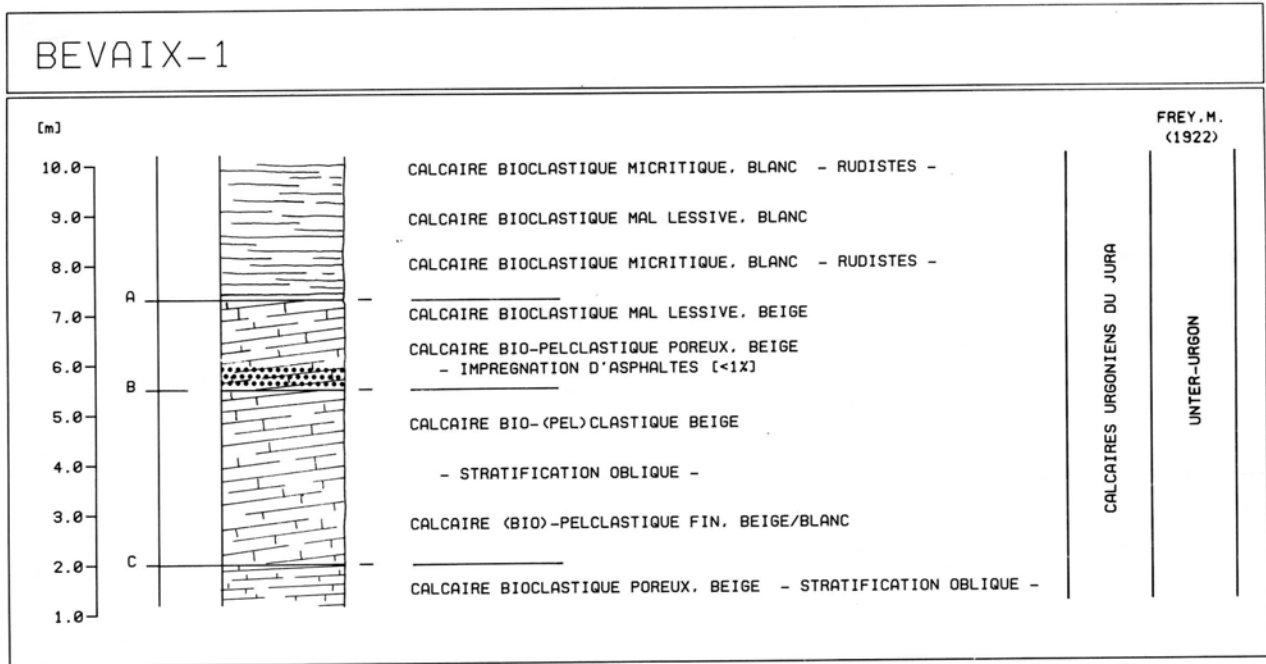 BEVAIX-1
[m]
FREY.M.
(1922)
10.0
CALCAIRE BIOCLASTIQUE MICRITIQUE. BLANC - RUDISTES -
9.0
CALCAIRE BIOCLASTIQUE MAL LESSIVE. BLANC
8.0
CALCAIRE BIOCLASTIQUE MICRITIQUE. BLANC - RUDISTES -
A
7.0
CALCAIRE BIOCLASTIQUE MAL LESSIVE. BEIGE
CALCAIRE BIO-PELCLASTIQUE POREUX. BEIGE
6.0
- IMPREGNATION D'ASPHALTES [<1%]
B
5.0
CALCAIRE BIO-(PEL)CLASTIQUE BEIGE
4.0
- STRATIFICATION OBLIQUE -
3.0
CALCAIRE (BIO)-PELCLASTIQUE FIN. BEIGE/BLANC
C
2.0
CALCAIRE BIOCLASTIQUE POREUX. BEIGE - STRATIFICATION OBLIQUE -
1.0
CALCAIRES URGONIENS DU JURA
UNTER-URGON